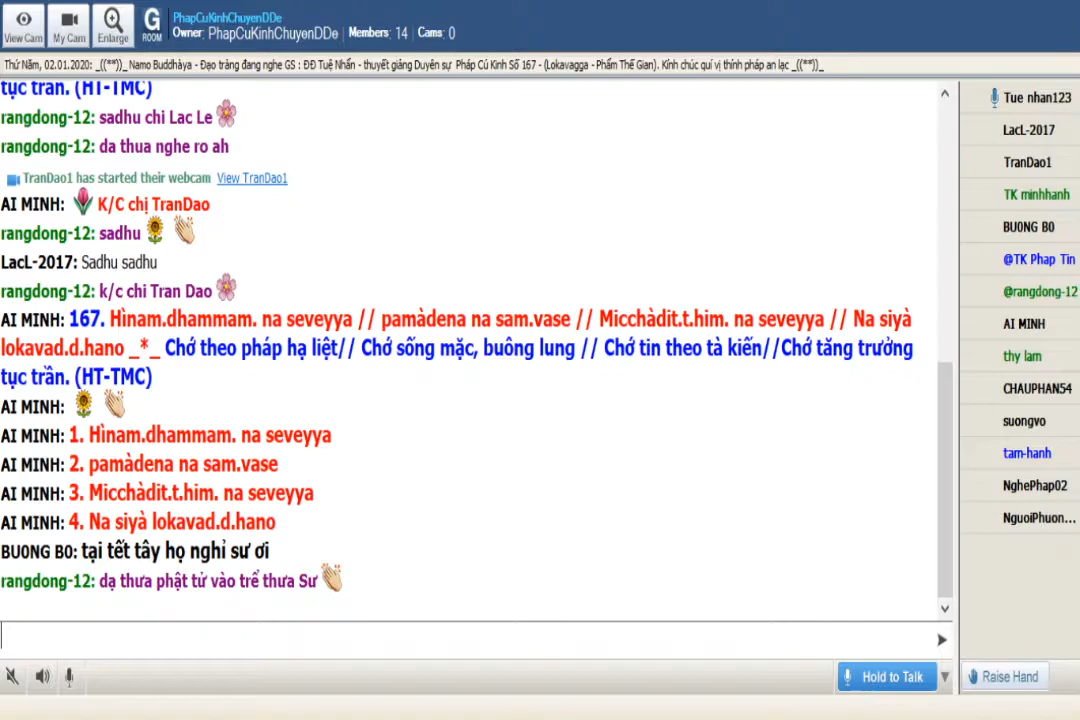 View Cam
My Cam
Enlarge
G ROOM
PhapCuKinhChuyenDDe
Owner: PhapCuKinhChuyenDDe Members: 14 Cams: 0
Thứ Năm, 02.01.2020: _((**))_ Namo Buddhàya - Đạo tràng đang nghe GS : ĐĐ Tuệ Nhẫn - thuyết giảng Duyên sự Pháp Cú Kinh Số 167 - (Lokavagga - Phẩm Thế Gian). Kính chúc quí vị thính pháp an lạc _((**))_
tục trần. (HT-TMC)
rangdong-12: sadhu chi Lac Le
rangdong-12: da thua nghe ro ah
TranDao1 has started their webcam View TranDao1
AI MINH: K/C chị TranDao
rangdong-12: sadhu
LacL-2017: Sadhu sadhu
rangdong-12: k/c chi Tran Dao
AI MINH: 167. Hìnam.dhammam. na seveyya // pamàdena na sam.vase // Micchàdit.t.him. na seveyya // Na siyà
lokavad.d.hano _*_ Chớ theo pháp hạ liệt// Chớ sống mặc, buông lung // Chớ tin theo tà kiến//Chớ tăng trưởng
tục trần. (HT-TMC)
AI MINH:
AI MINH: 1. Hìnam.dhammam. na seveyya
AI MINH: 2. pamàdena na sam.vase
AI MINH: 3. Micchàdit.t.him. na seveyya
AI MINH: 4. Na siyà lokavad.d.hano
BUONG BO: tại tết tây họ nghỉ sư ơi
rangdong-12: dạ thưa phật tử vào trể thưa Sư
Tue nhan123
LacL-2017
TranDao1
TK minhhanh
BUONG BO
@TK Phap Tin
@rangdong-12
AI MINH
thy lam
CHAUPHAN54
suongvo
tam-hanh
NghePhap02
NguoiPhuon...
Hold to Talk
Raise Hand